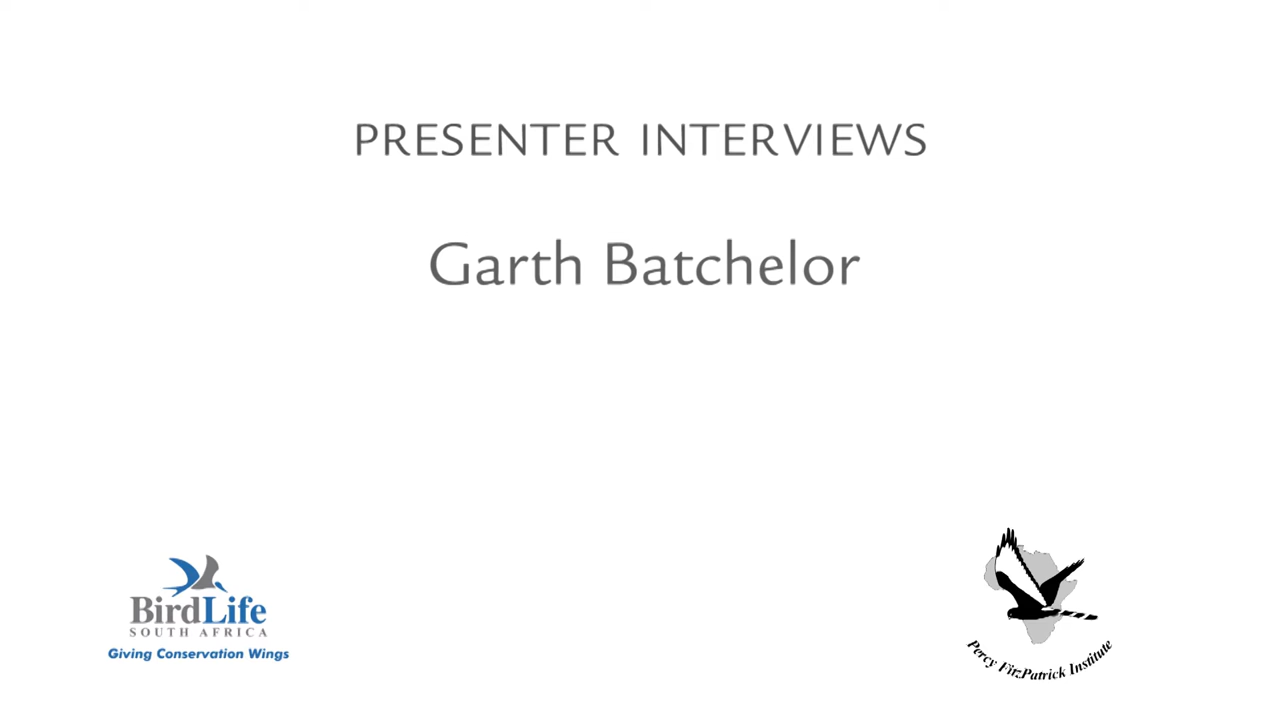 PRESENTER INTERVIEWS
Garth Batchelor
BirdLife
SOUTH AFRICA
Giving Conservation Wings
Percy FitzPatrick Institute